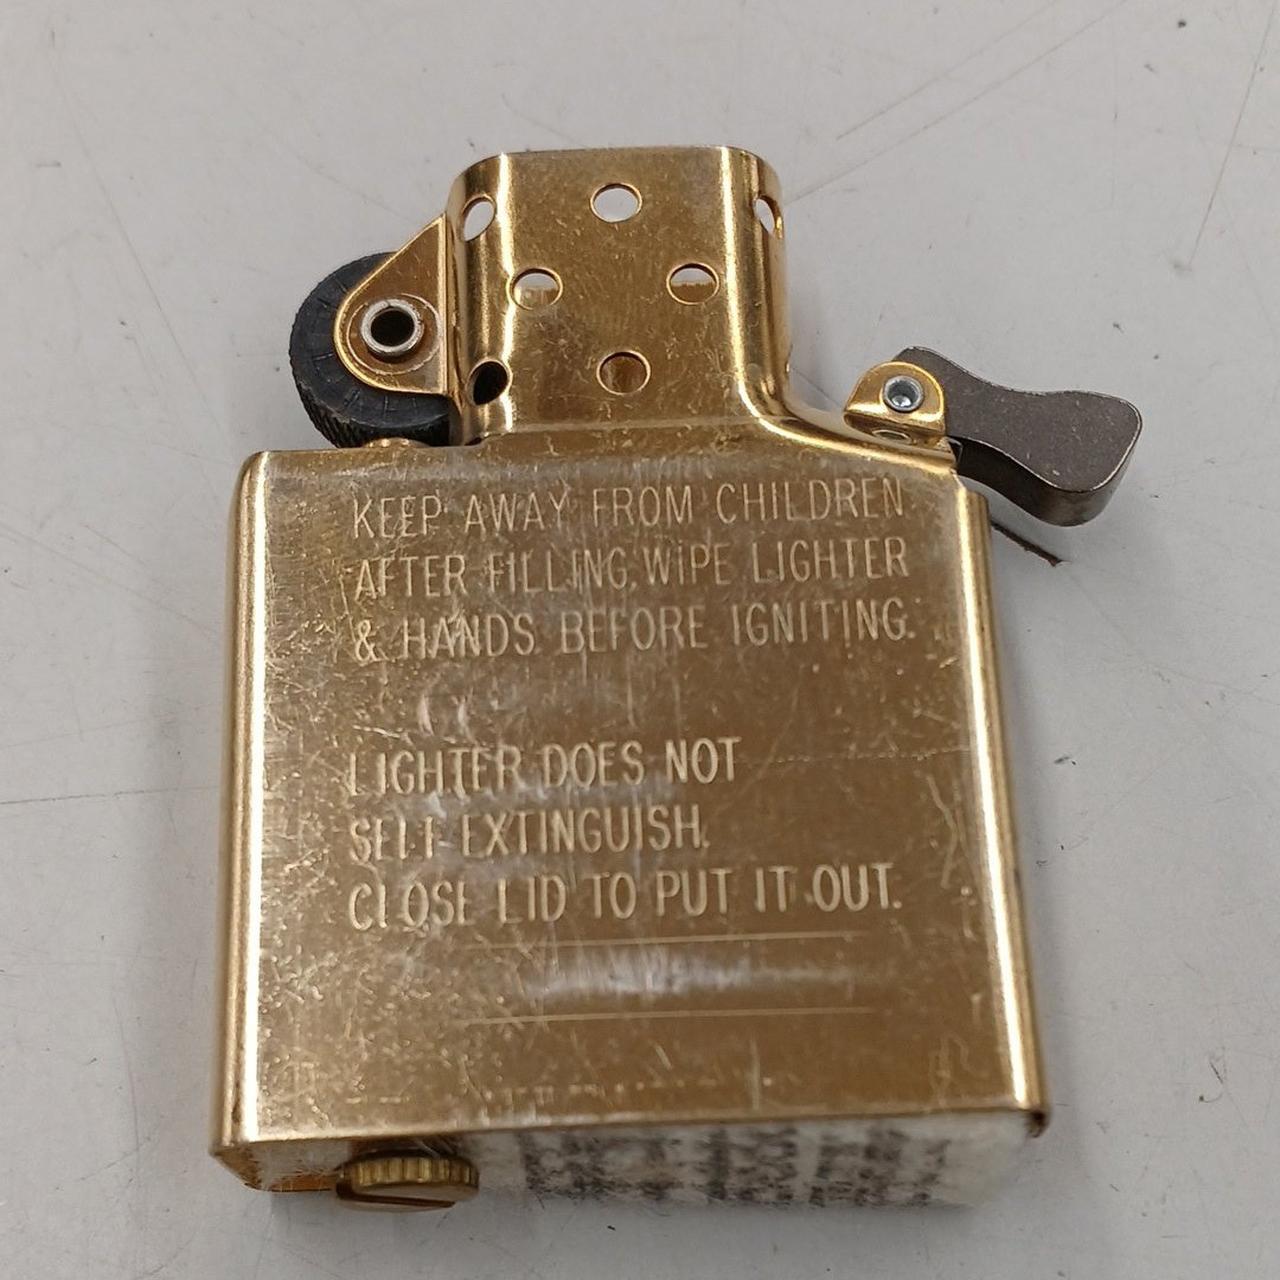 KEEP AWAY FROM CHILDREN
AFTER FILLING, WIPE LIGHTER
& HANDS BEFORE IGNITING.
LIGHTER DOES NOT
SELF EXTINGUISH.
CLOSE LID TO PUT IT OUT.